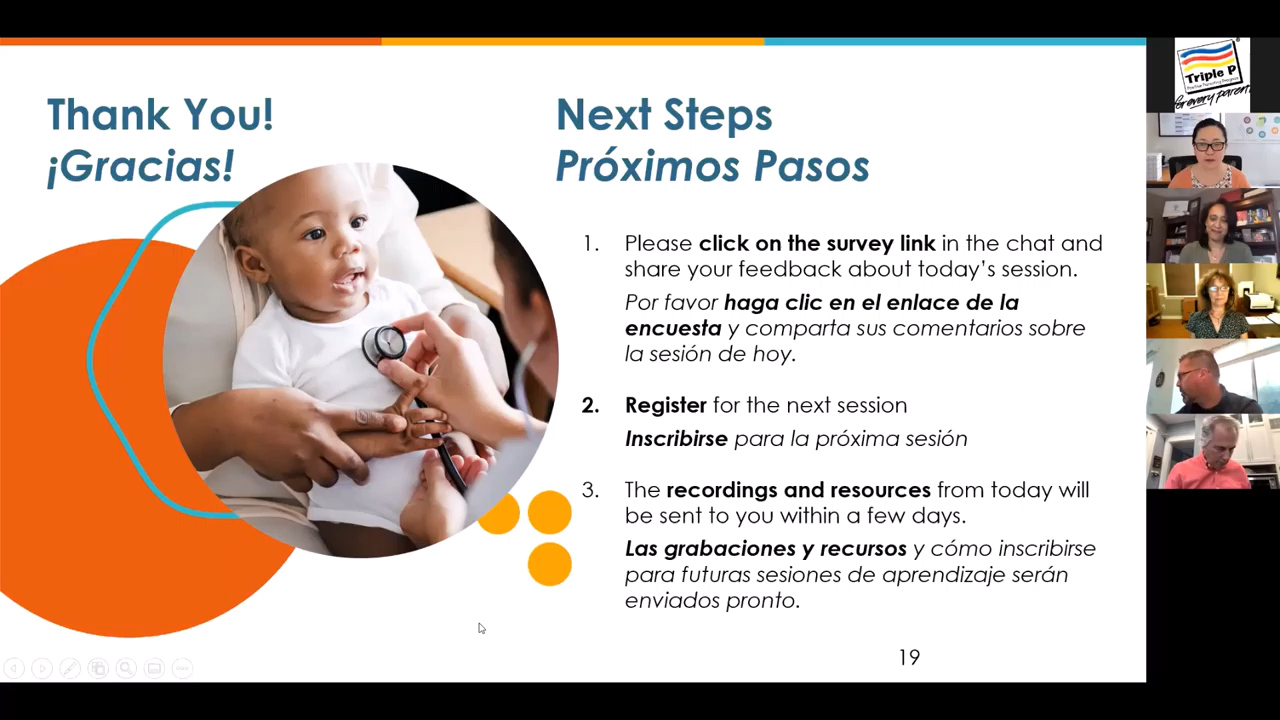 Thank You!
¡Gracias!
Next Steps
Próximos Pasos
1. Please click on the survey link in the chat and
share your feedback about today's session.
Por favor haga clic en el enlace de la
encuesta y comparta sus comentarios sobre
la sesión de hoy.
2. Register for the next session
Inscribirse para la próxima sesión
3. The recordings and resources from today will
be sent to you within a few days.
Las grabaciones y recursos y cómo inscribirse
para futuras sesiones de aprendizaje serán
enviados pronto.
19
Triple P
for every parent